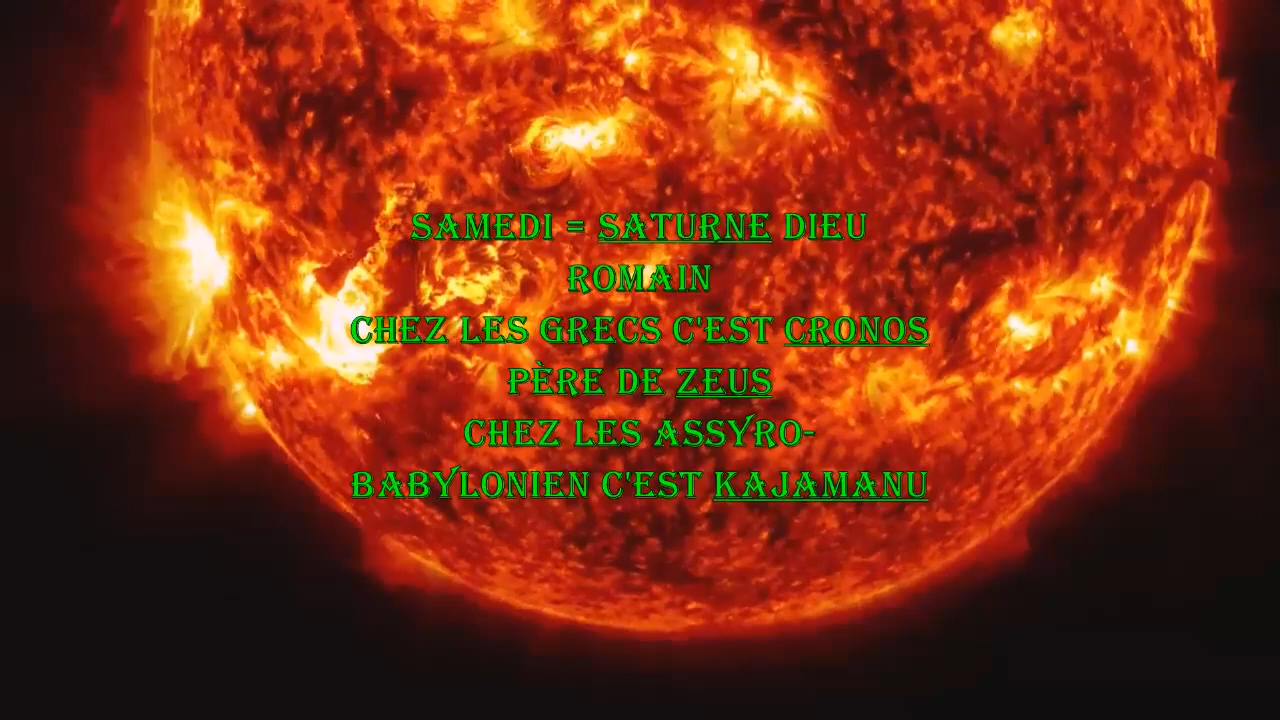 SAMEDI = SATURNE DIEU
ROMAIN
CHEZ LES GRECS C'EST CRONOS
PÈRE DE ZEUS
CHEZ LES ASSYRO-
BABYLONIEN C'EST KAJAMANU